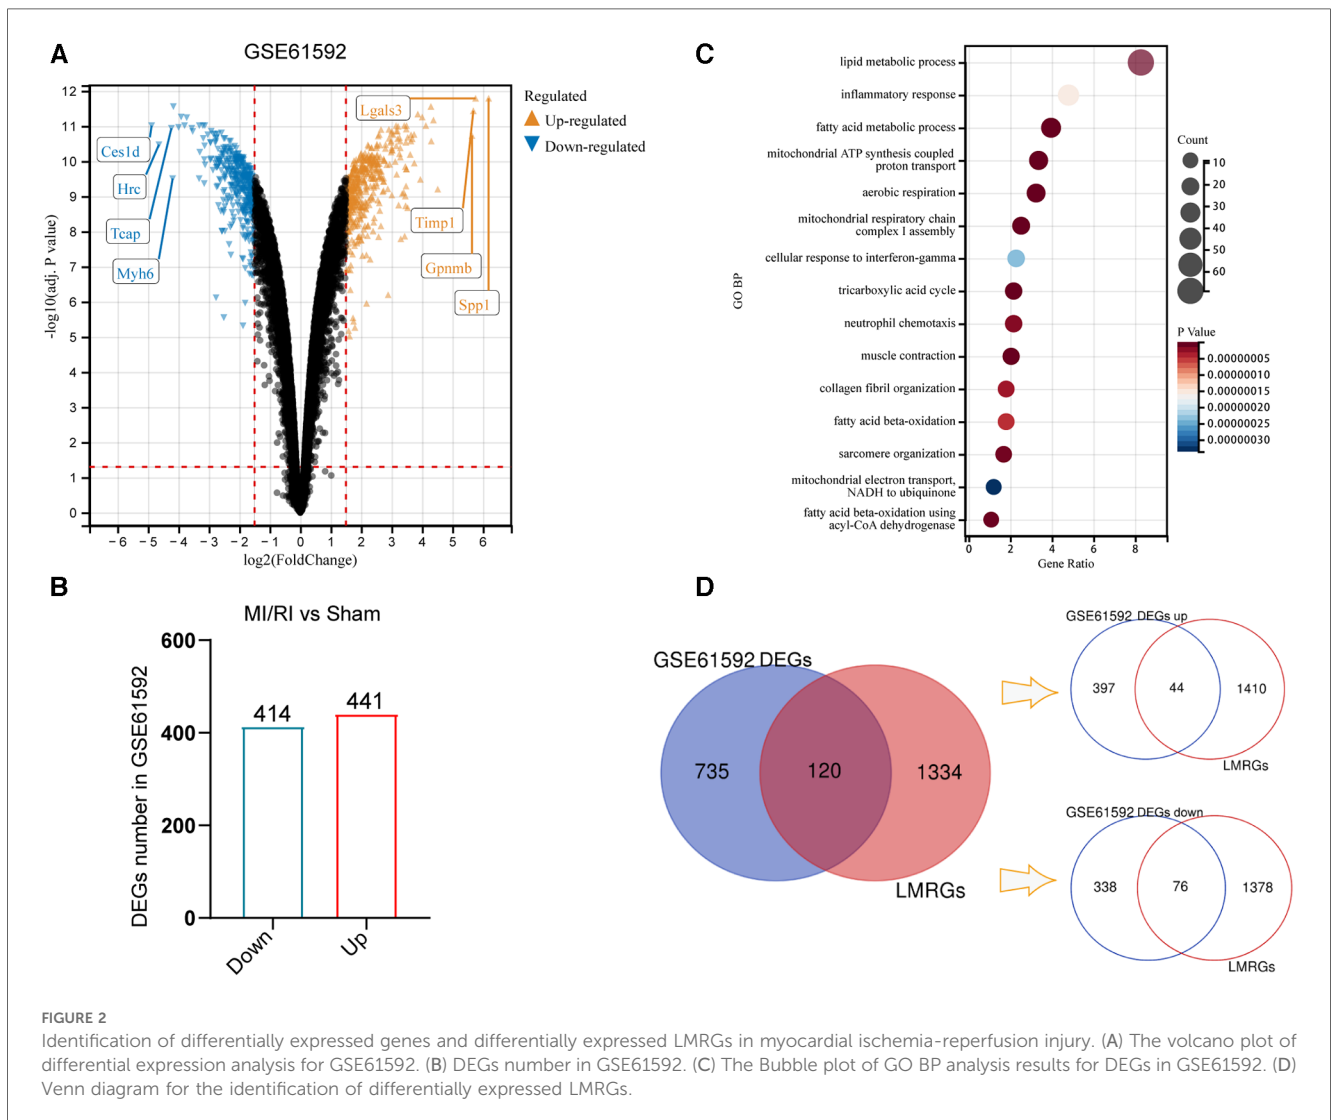 A
GSE61592
12
11
10
9
8
7
6
5
4
3
2
1
0
-log10(adj. P value)
−6
−5
−4
−3
−2
−1
0
1
2
3
4
5
6
log2(FoldChange)
Ces1d
Hrc
Tcap
Myh6
Lgals3
Timp1
Gpnmb
Spp1
Regulated
Up-regulated
Down-regulated
B
MI/RI vs Sham
DEGs number in GSE61592
600
400
200
0
414
441
Down
Up
C
GO BP
lipid metabolic process
inflammatory response
fatty acid metabolic process
mitochondrial ATP synthesis coupled
proton transport
aerobic respiration
mitochondrial respiratory chain
complex I assembly
cellular response to interferon-gamma
tricarboxylic acid cycle
neutrophil chemotaxis
muscle contraction
collagen fibril organization
fatty acid beta-oxidation
sarcomere organization
mitochondrial electron transport,
NADH to ubiquinone
fatty acid beta-oxidation using
acyl-CoA dehydrogenase
0
2
4
6
8
Gene Ratio
Count
10
20
30
40
50
60
P Value
0.00000005
0.00000010
0.00000015
0.00000020
0.00000025
0.00000030
D
GSE61592 DEGs
735
120
1334
LMRGs
GSE61592 DEGs up
397
44
1410
LMRGs
GSE61592 DEGs down
338
76
1378
LMRGs
FIGURE 2
Identification of differentially expressed genes and differentially expressed LMRGs in myocardial ischemia-reperfusion injury. (A) The volcano plot of
differential expression analysis for GSE61592. (B) DEGs number in GSE61592. (C) The Bubble plot of GO BP analysis results for DEGs in GSE61592. (D)
Venn diagram for the identification of differentially expressed LMRGs.